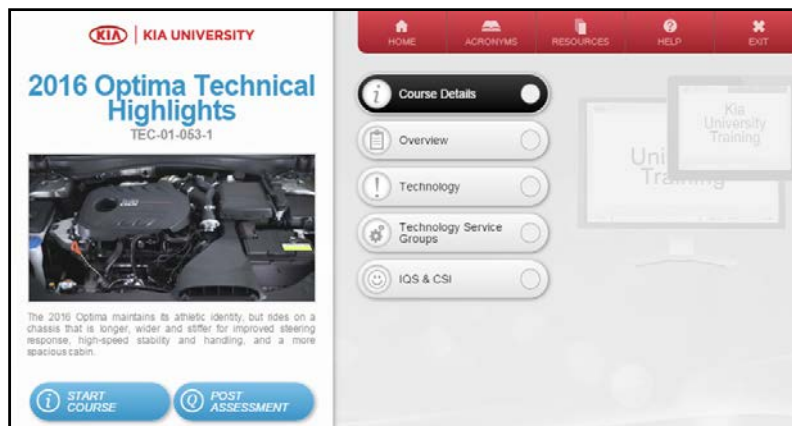 KIA | KIA UNIVERSITY
HOME
ACRONYMS
RESOURCES
HELP
EXIT
2016 Optima Technical
Highlights
TEC-01-053-1
Course Details
Overview
Technology
Technology Service
Groups
IQS & CSI
Kia
University
Training
The 2016 Optima maintains its athletic identity, but rides on a
chassis that is longer, wider and stiffer for improved steering
response, high-speed stability and handling, and a more
spacious cabin.
START
COURSE
POST
ASSESSMENT